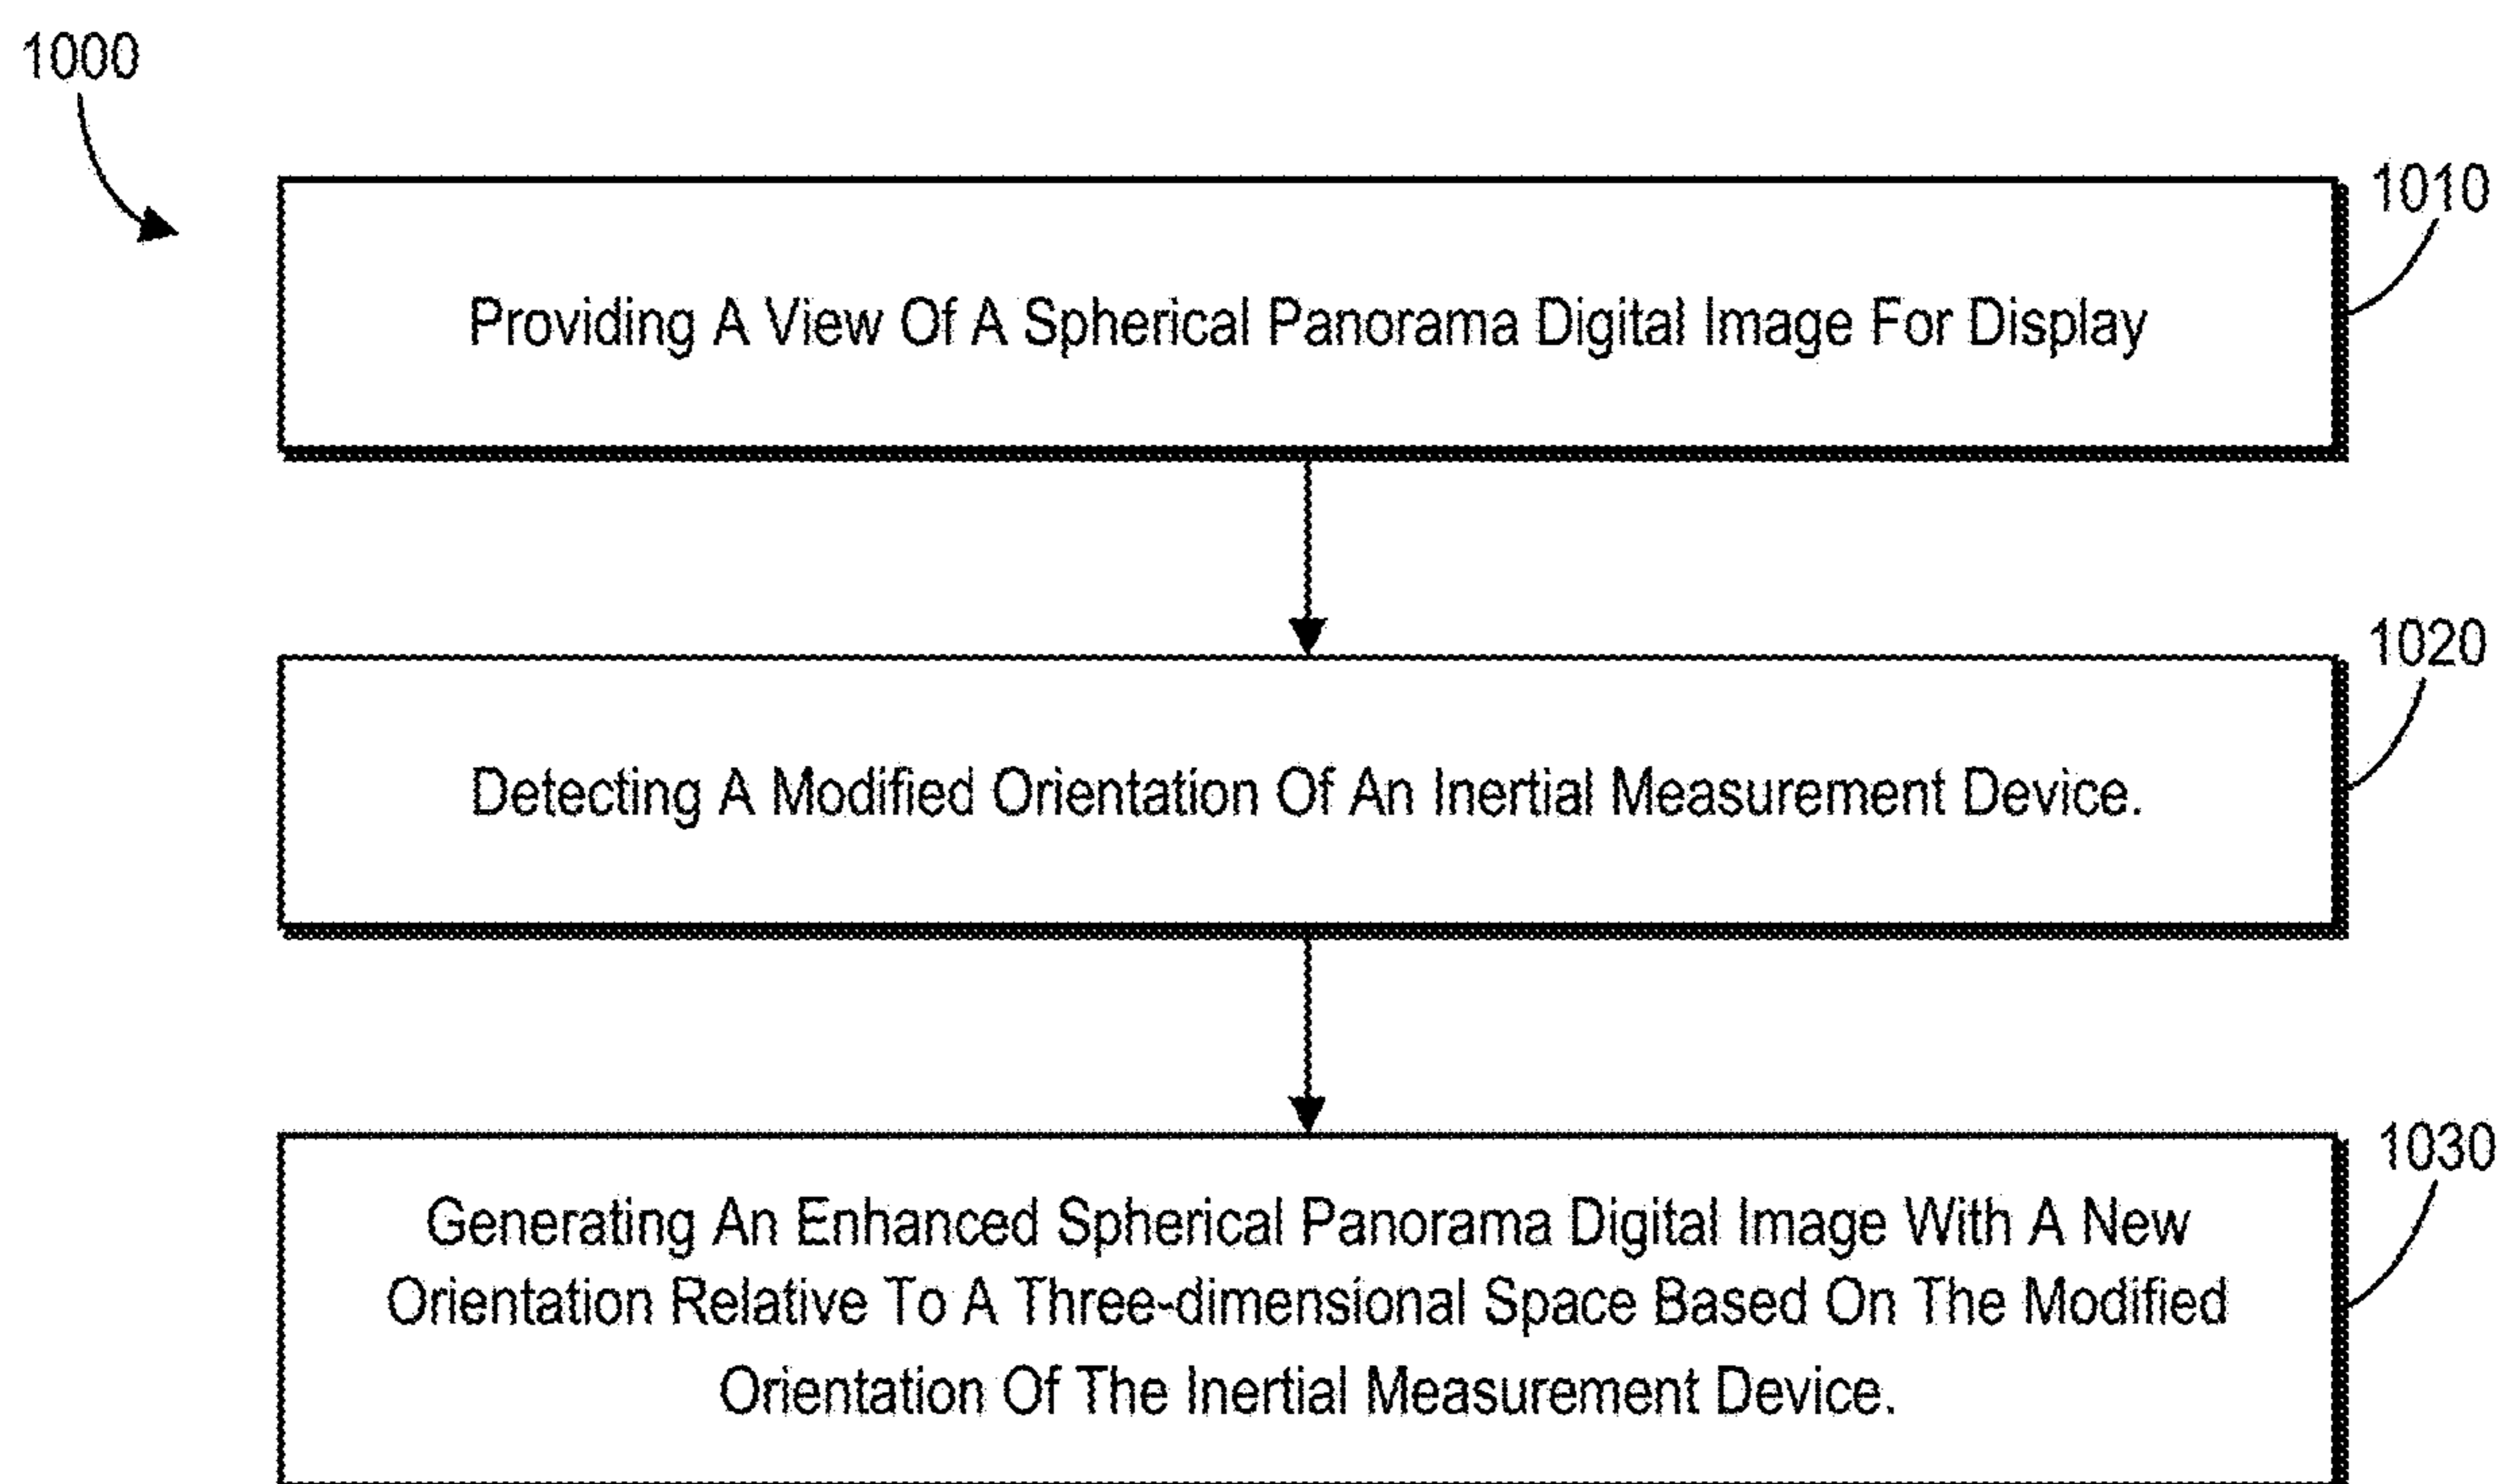 1000
1010
Providing A View Of A Spherical Panorama Digital Image For Display
1020
Detecting A Modified Orientation Of An Inertial Measurement Device.
1030
Generating An Enhanced Spherical Panorama Digital Image With A New
Orientation Relative To A Three-dimensional Space Based On The Modified
Orientation Of The Inertial Measurement Device.